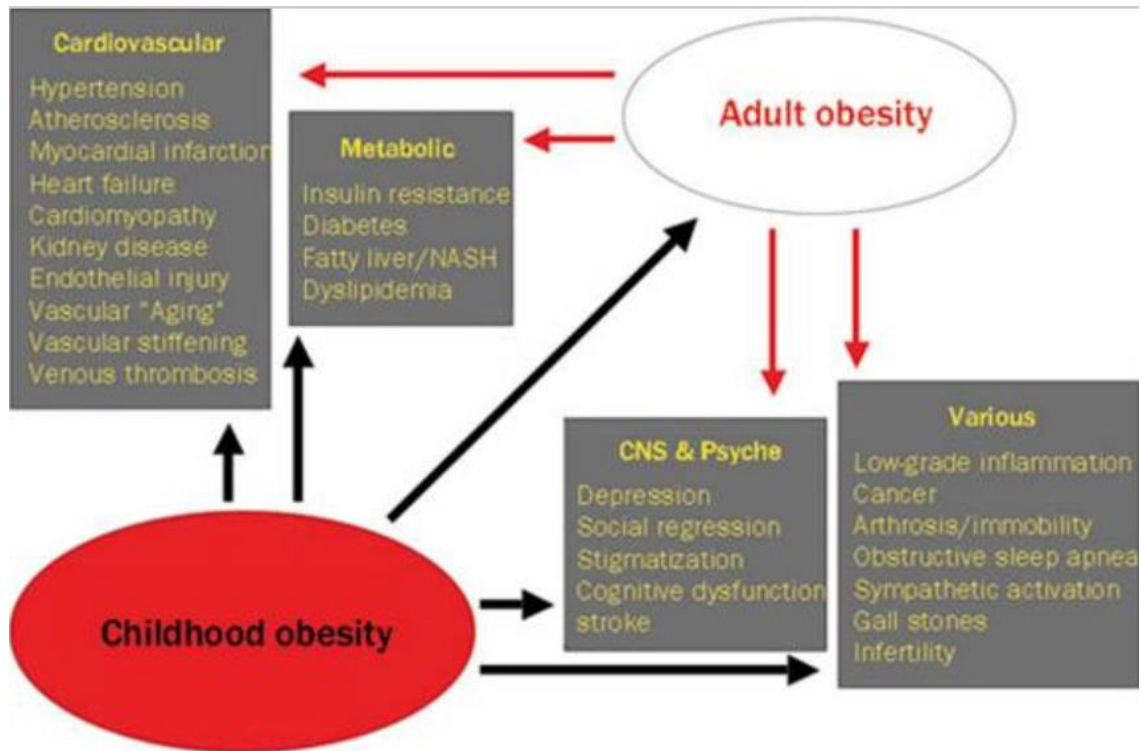 Cardiovascular
Hypertension
Atherosclerosis
Myocardial infarction
Heart failure
Cardiomyopathy
Kidney disease
Endothelial injury
Vascular "Aging"
Vascular stiffening
Venous thrombosis
Metabolic
Insulin resistance
Diabetes
Fatty liver/NASH
Dyslipidemia
Adult obesity
CNS & Psyche
Depression
Social regression
Stigmatization
Cognitive dysfunction
stroke
Various
Low-grade inflammation
Cancer
Arthrosis/immobility
Obstructive sleep apnea
Sympathetic activation
Gall stones
Infertility
Childhood obesity